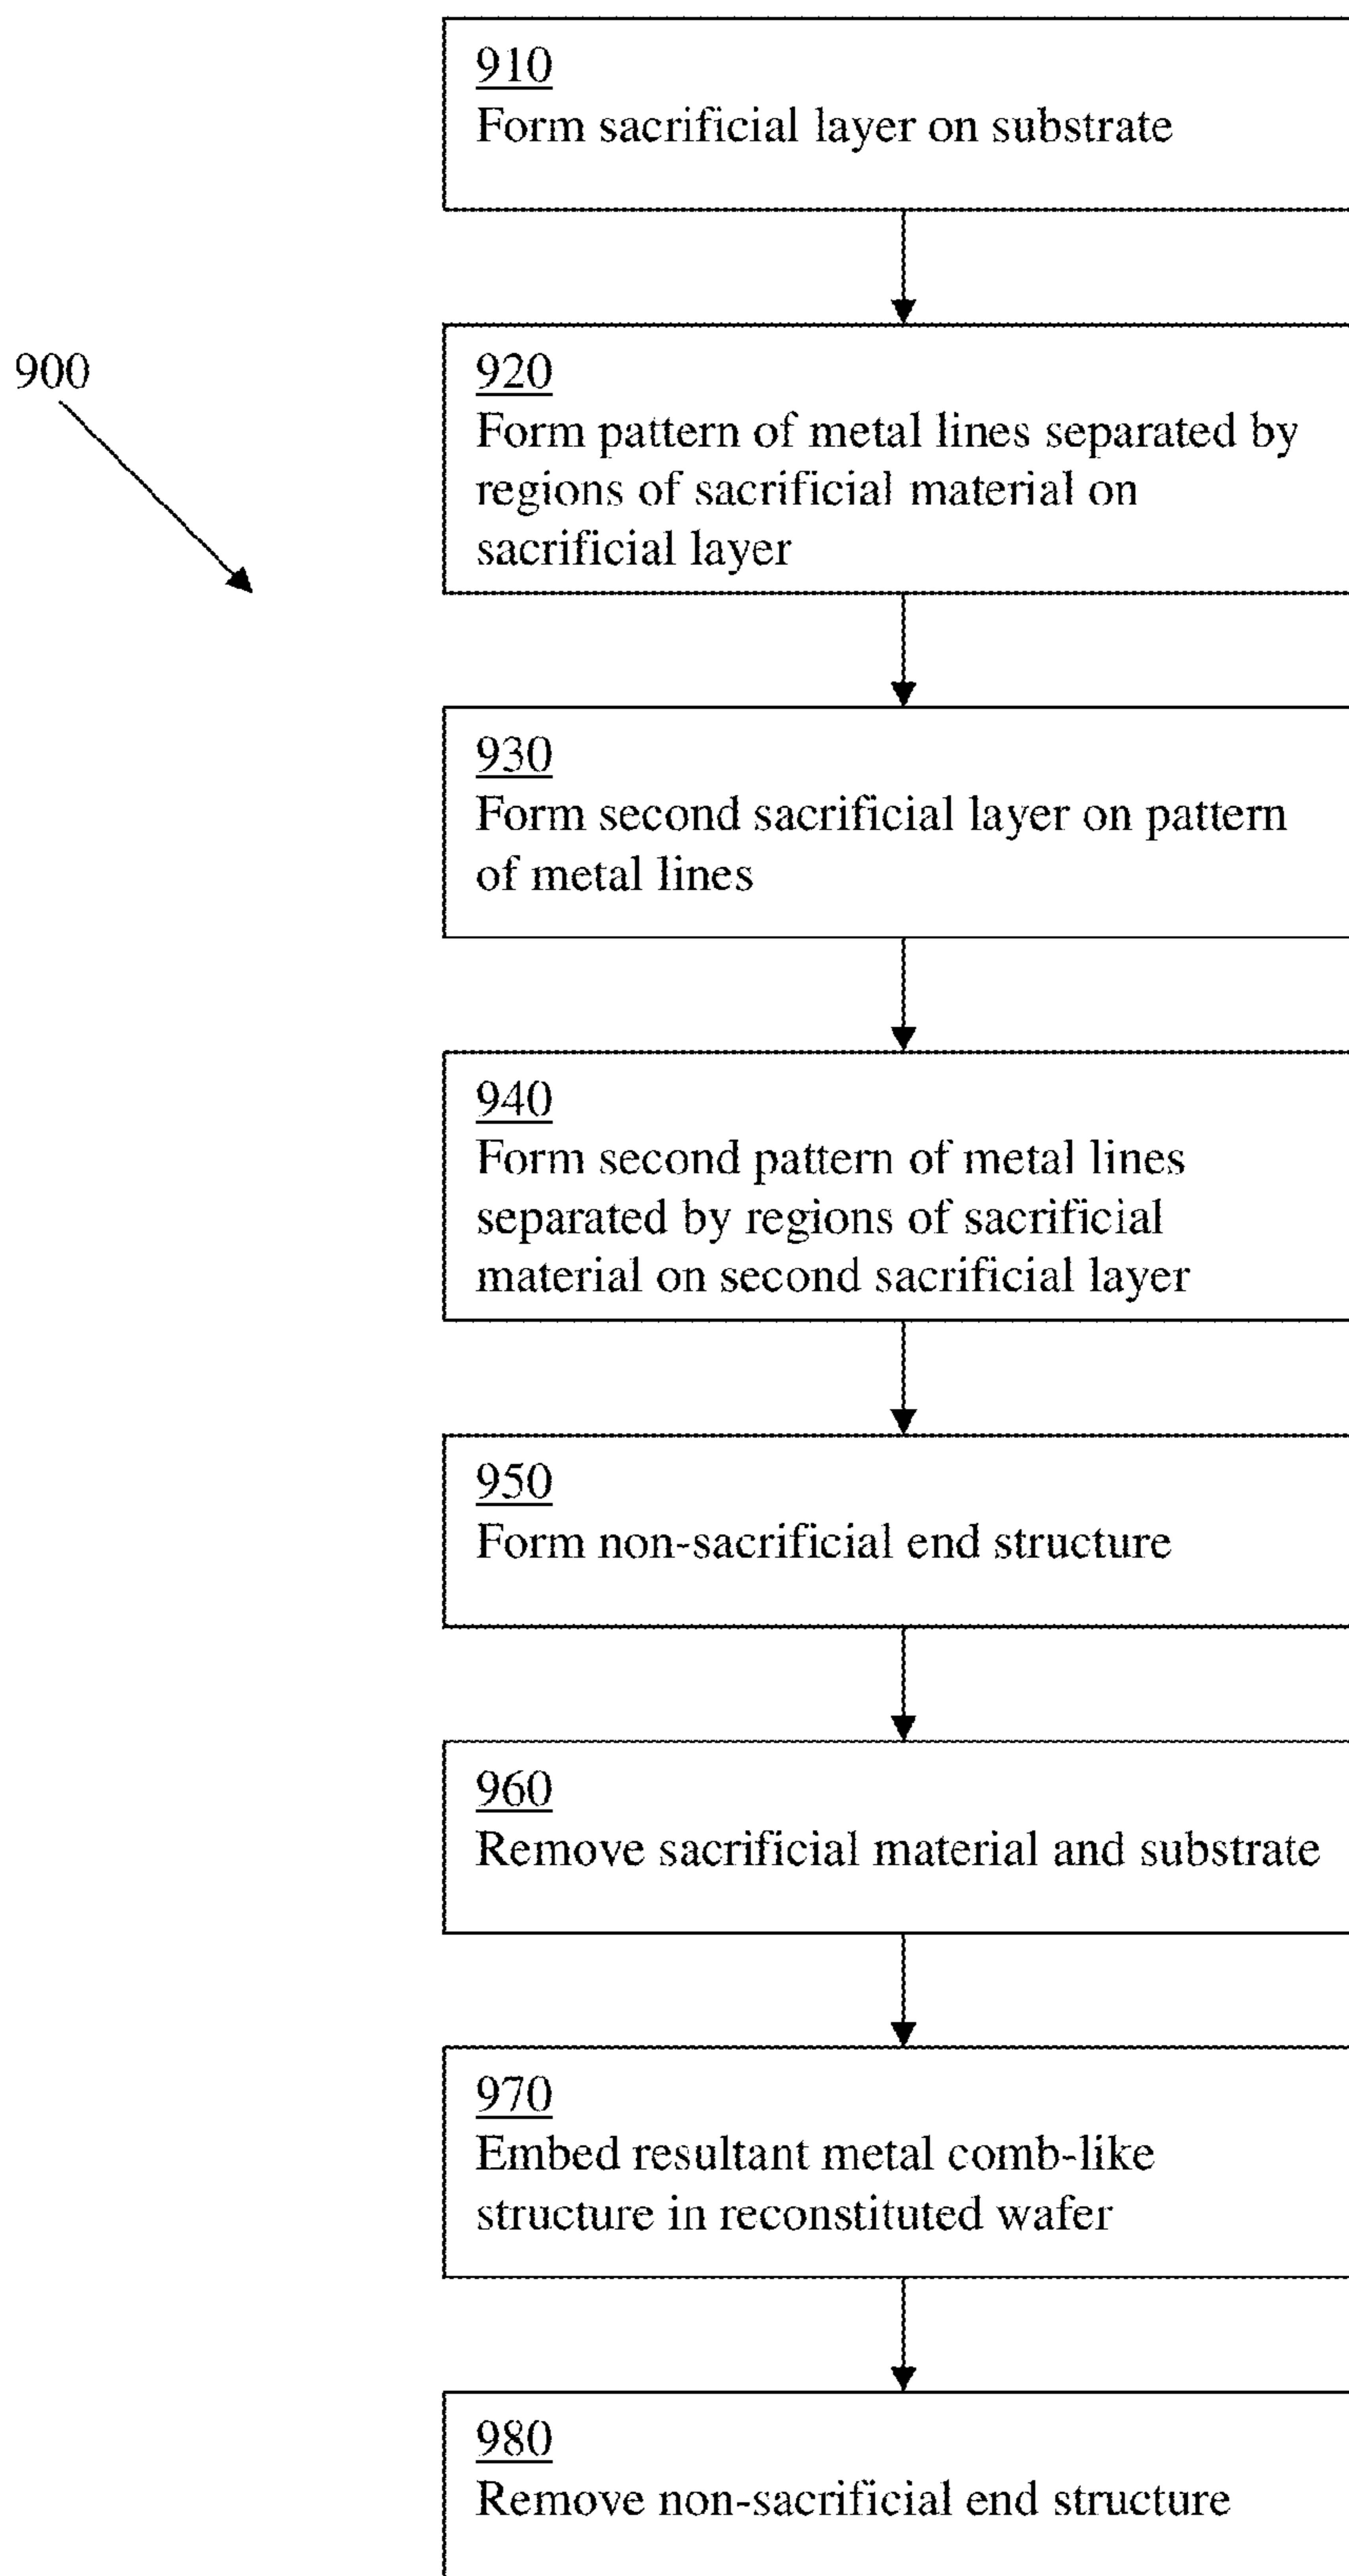 910
Form sacrificial layer on substrate
900
920
Form pattern of metal lines separated by
regions of sacrificial material on
sacrificial layer
930
Form second sacrificial layer on pattern
of metal lines
940
Form second pattern of metal lines
separated by regions of sacrificial
material on second sacrificial layer
950
Form non-sacrificial end structure
960
Remove sacrificial material and substrate
970
Embed resultant metal comb-like
structure in reconstituted wafer
980
Remove non-sacrificial end structure